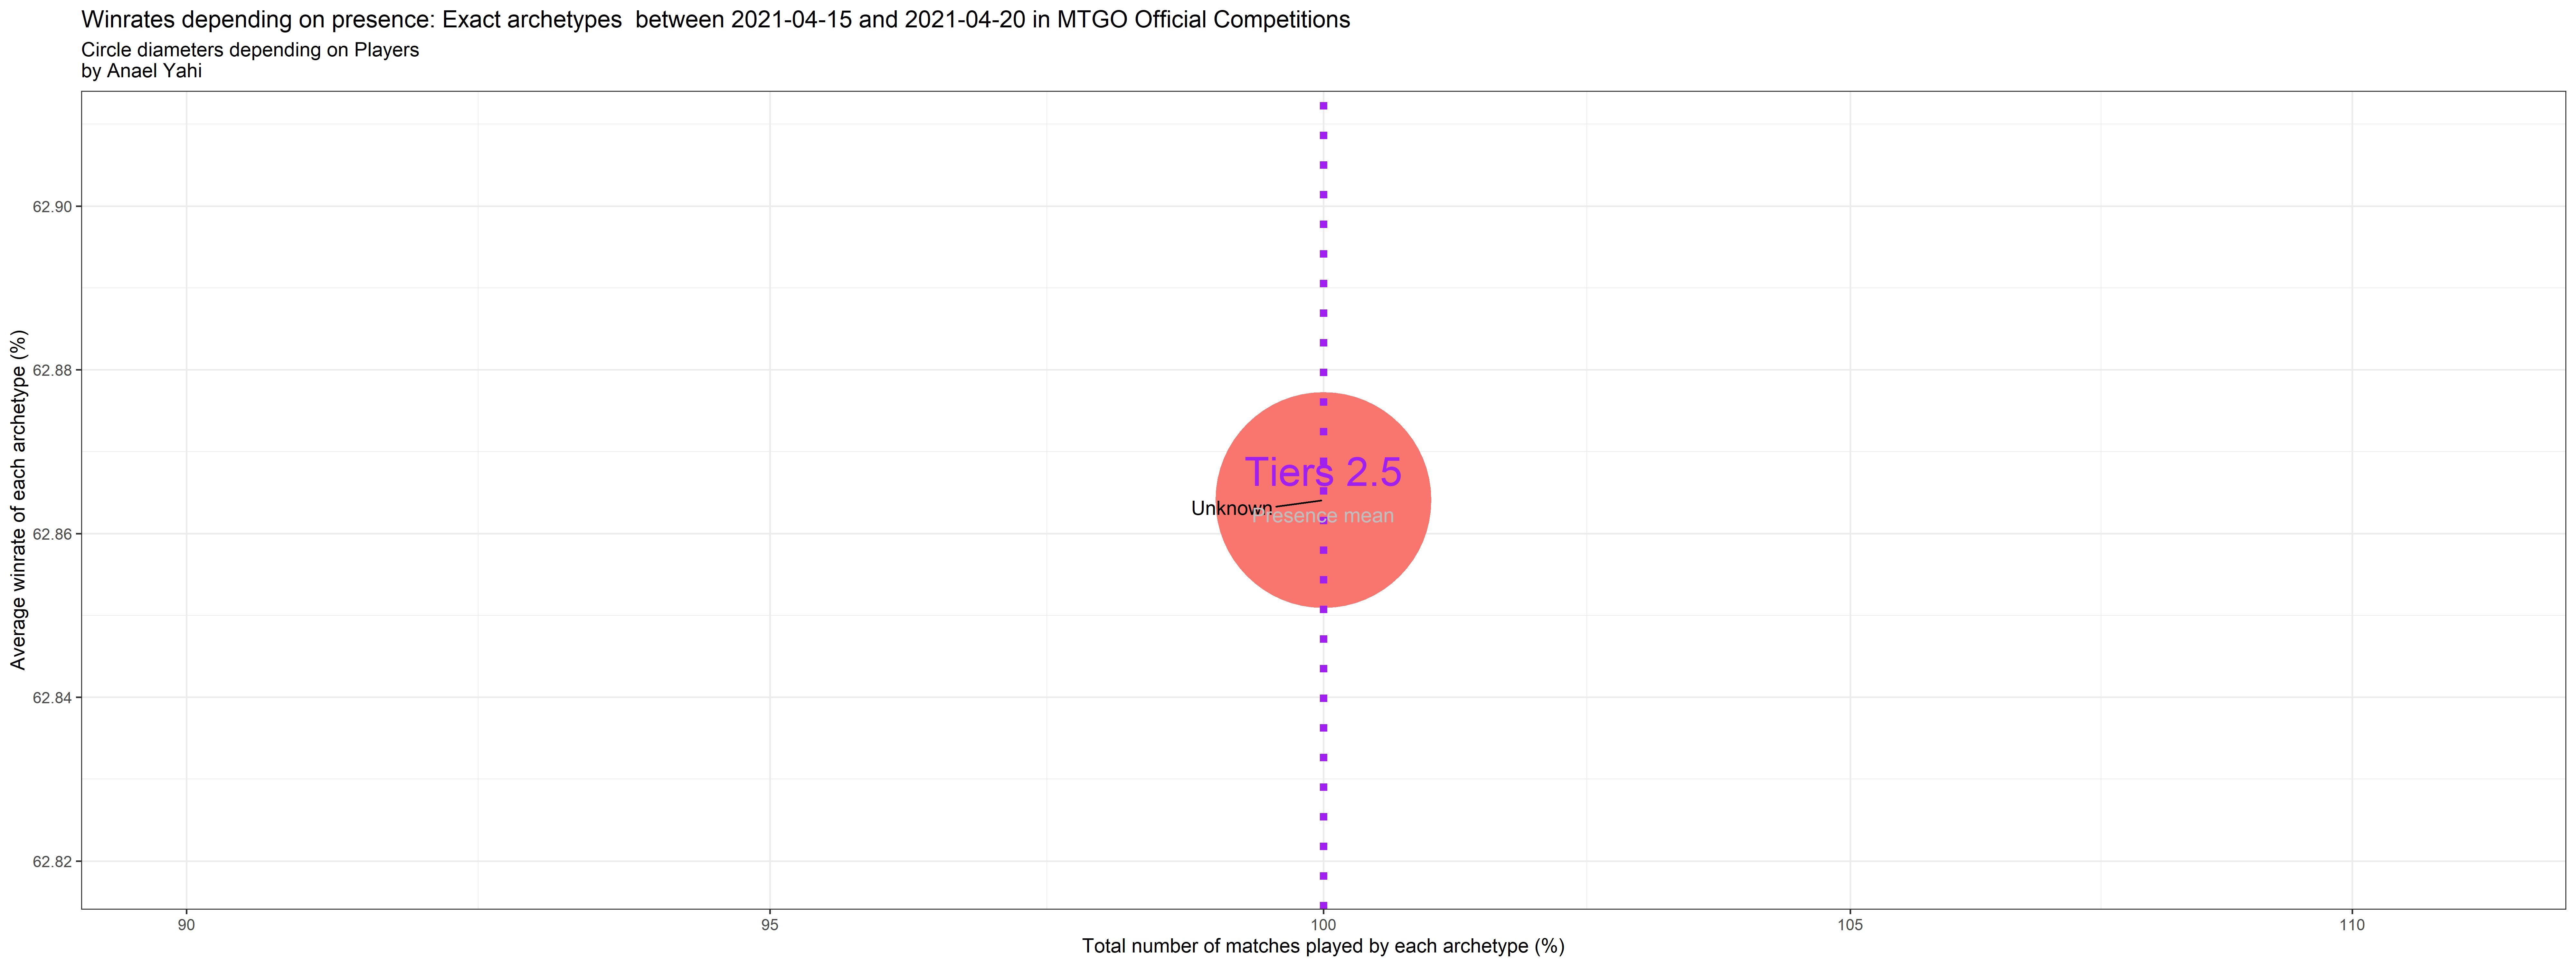 Winrates depending on presence: Exact archetypes  between 2021-04-15 and 2021-04-20 in MTGO Official Competitions
Circle diameters depending on Players
by Anael Yahi
Average winrate of each archetype (%)
62.90
62.88
62.86
62.84
62.82
Tiers 2.5
Unknown
Presence mean
90
95
100
105
110
Total number of matches played by each archetype (%)